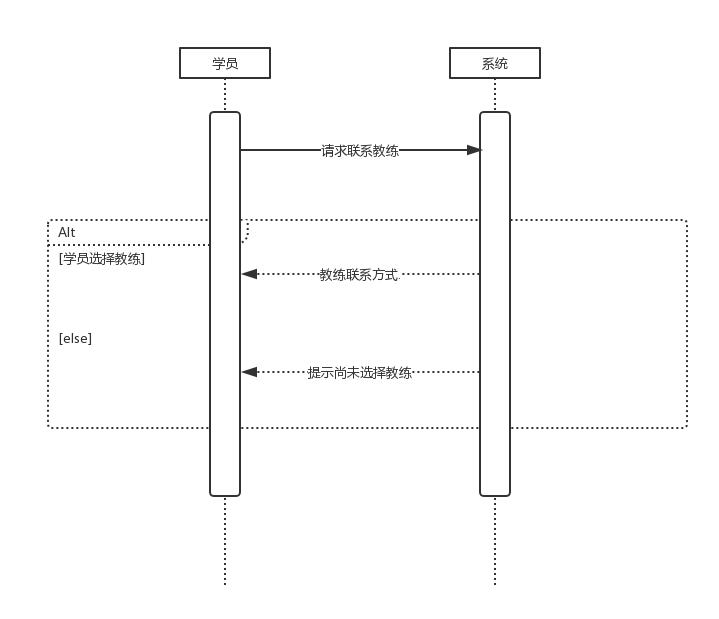 学员
系统
请求联系教练
Alt
[学员选择教练]
教练联系方式
[else]
提示尚未选择教练